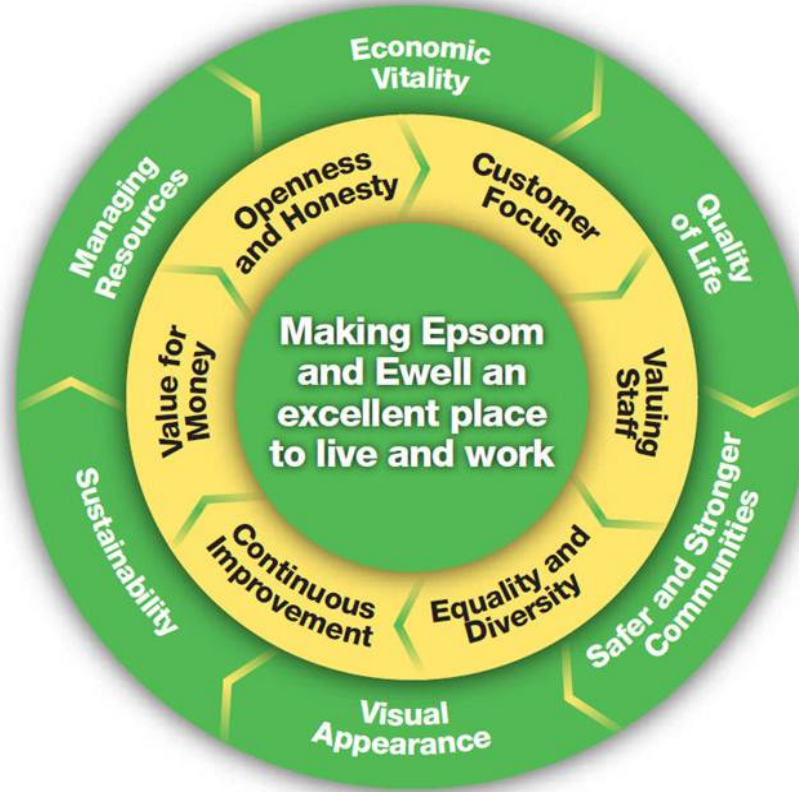 Economic
Vitality
Quality
of Life
Safer and Stronger
Communities
Visual
Appearance
Sustainability
Managing
Resources
Openness
and Honesty
Customer
Focus
Valuing
Staff
Equality and
Diversity
Continuous
Improvement
Value for
Money
Making Epsom
and Ewell an
excellent place
to live and work